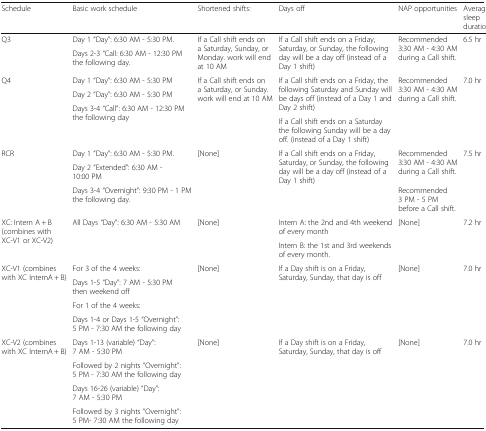 Schedule Basic work schedule Shortened shifts: Days off NAP opportunities Averag
sleep
duratio
Q3 Day 1 "Day": 6:30 AM - 5:30 PM. If a Call shift ends on If a Call shift ends on a Friday, Recommended 6.5 hr
a Saturday, Sunday, or Saturday, or Sunday, the following 3:30 AM - 4:30 AM
Days 2-3 "Call: 6:30 AM - 12:30 PM Monday. work will end day will be a day off (instead of a during a Call shift.
the following day. at 10 AM Day 1 shift)
Q4 Day 1 "Day": 6:30 AM - 5:30 PM If a Call shift ends on If a Call shift ends on a Friday, the Recommended 7.0 hr
Day 2 "Day": 6:30 AM - 5:30 PM a Saturday, or Sunday. following Saturday and Sunday will 3:30 AM - 4:30 AM
work will end at 10 AM be days off (instead of a Day 1 and during a Call shift.
Days 3-4 "Call": 6:30 AM - 12:30 PM Day 2 shift)
the following day If a Call shift ends on a Saturday
the following Sunday will be a day
off. (instead of a Day 1 shift)
RCR Day 1 "Day": 6:30 AM - 5:30 PM. [None] If a Call shift ends on a Friday, Recommended 7.5 hr
Day 2 "Extended": 6:30 AM - Saturday, or Sunday, the following 3:30 AM - 4:30 AM
10:00 PM day will be a day off (instead of a during a Call shift.
Day 1 shift)
Days 3-4 "Overnight": 9:30 PM - 1 PM Recommended
the following day. 3 PM - 5 PM
before a Call shift.
XC: Intern A + B All Days "Day": 6:30 AM - 5:30 AM [None] Intern A: the 2nd and 4th weekend [None] 7.2 hr
(combines with of every month
XC-V1 or XC-V2) Intern B: the 1st and 3rd weekends
of every month.
XC-V1 (combines For 3 of the 4 weeks: [None] If a Day shift is on a Friday, [None] 7.0 hr
with XC InternA + B) Saturday, Sunday, that day is off
Days 1-5 "Day": 7 AM - 5:30 PM
then weekend off
For 1 of the 4 weeks:
Days 1-4 or Days 1-5 "Overnight":
5 PM - 7:30 AM the following day
XC-V2 (combines Days 1-13 (variable) "Day": [None] If a Day shift is on a Friday, [None] 7.0 hr
with XC InternA + B) 7 AM - 5:30 PM Saturday, Sunday, that day is off
Followed by 2 nights "Overnight":
5 PM - 7:30 AM the following day
Days 16-26 (variable) "Day":
7 AM - 5:30 PM
Followed by 3 nights "Overnight":
5 PM- 7:30 AM the following day